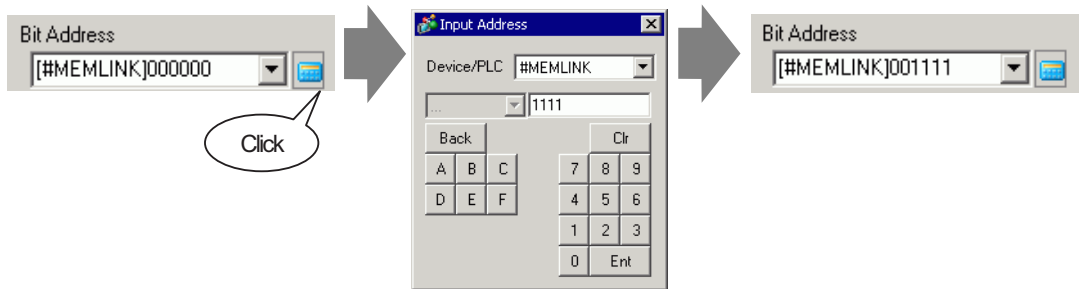 Bit Address
[#MEMLINK]000000
Click
Input Address
Device/PLC #MEMLINK
... 1111
Back Clr
A B C 7 8 9
D E F 4 5 6
1 2 3
0 Ent
Bit Address
[#MEMLINK]001111